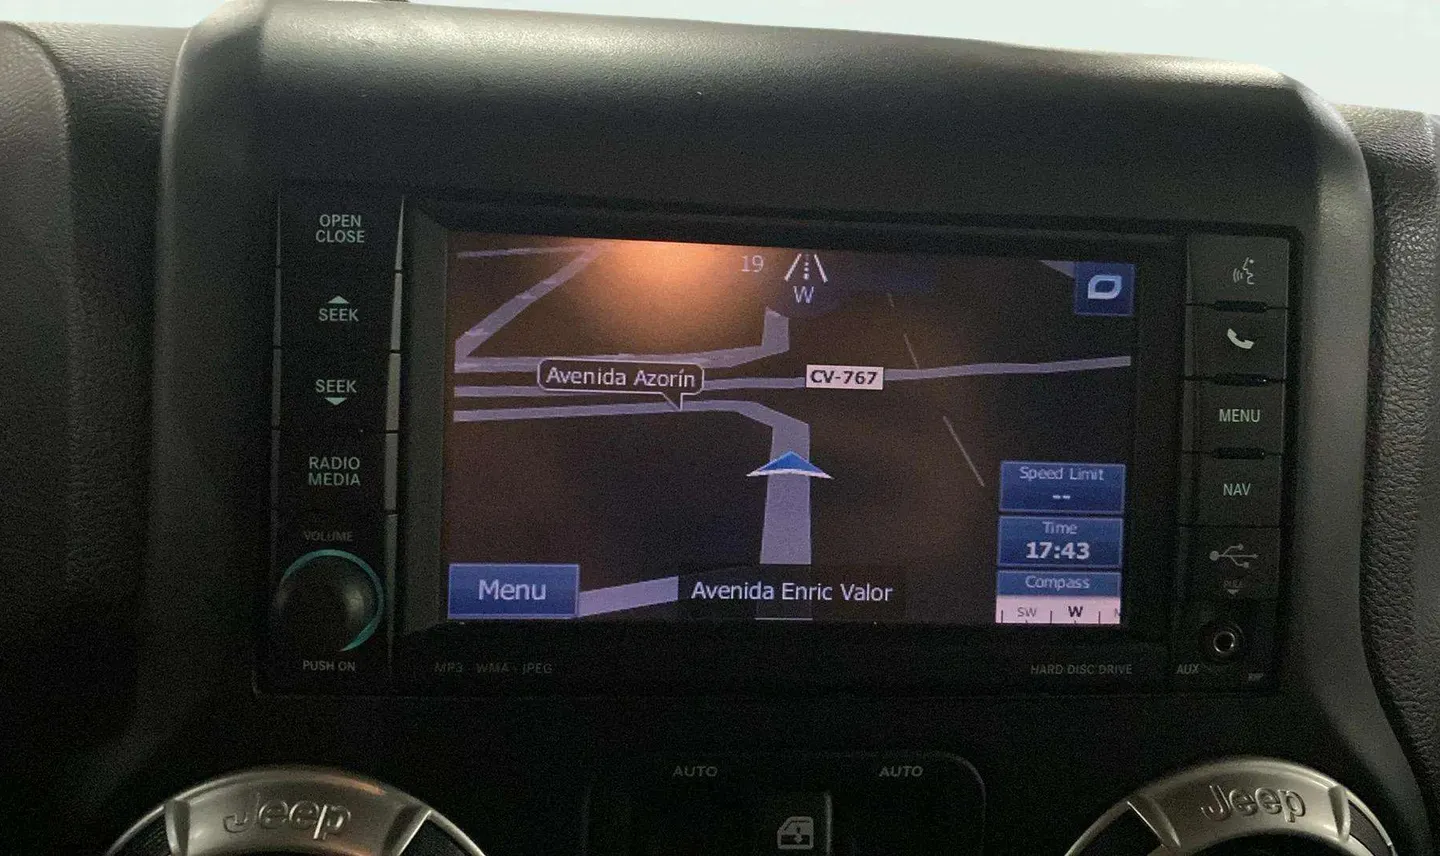 OPEN
CLOSE
SEEK
SEEK
RADIO
MEDIA
VOLUME
PUSH ON
19
W
Avenida Azorín
CV-767
Speed Limit
--
Time
17:43
Compass
SW W
Menu
Avenida Enric Valor
MP3 - WMA - JPEG
HARD DISC DRIVE
MENU
NAV
PULL
AUX
AUTO
AUTO
Jeep
Jeep